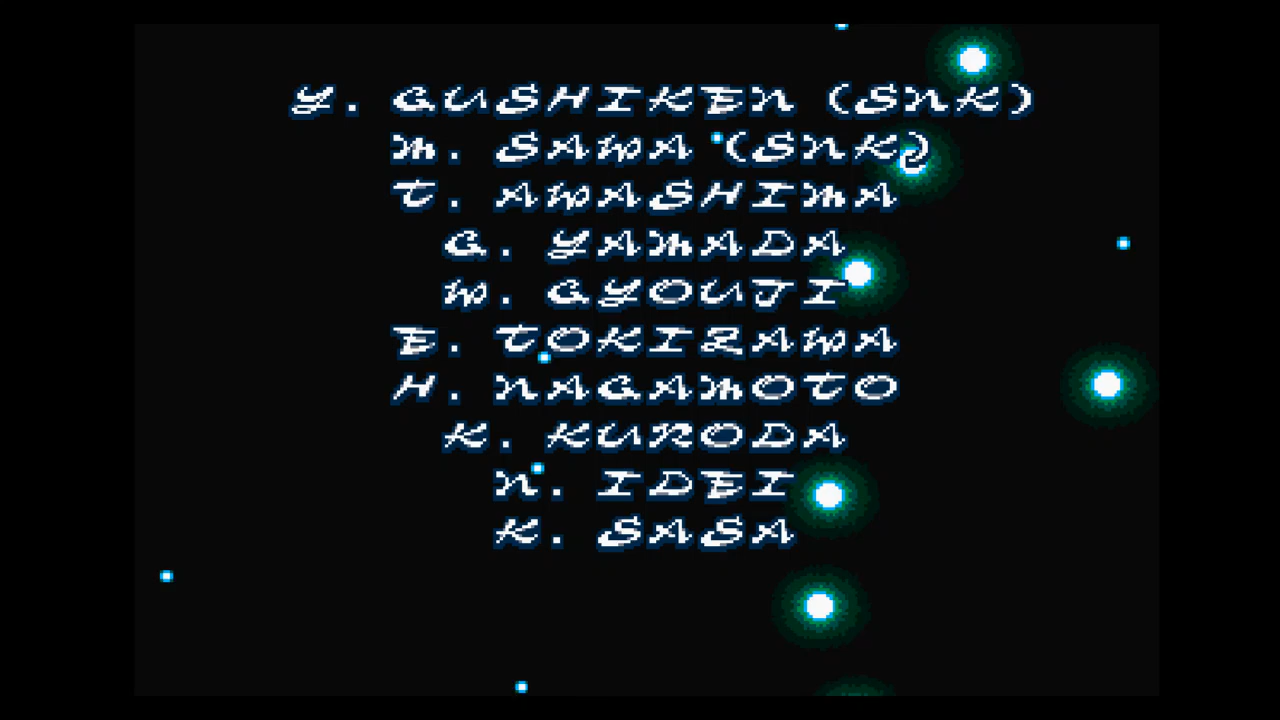 Y. GUSHIKEN (SNK)
M. SAWA (SNK)
T. AWASHIMA
G. YAMADA
W. GYOUJI
E. TOKIZAWA
H. NAGAMOTO
K. KURODA
N. IDEI
K. SASA